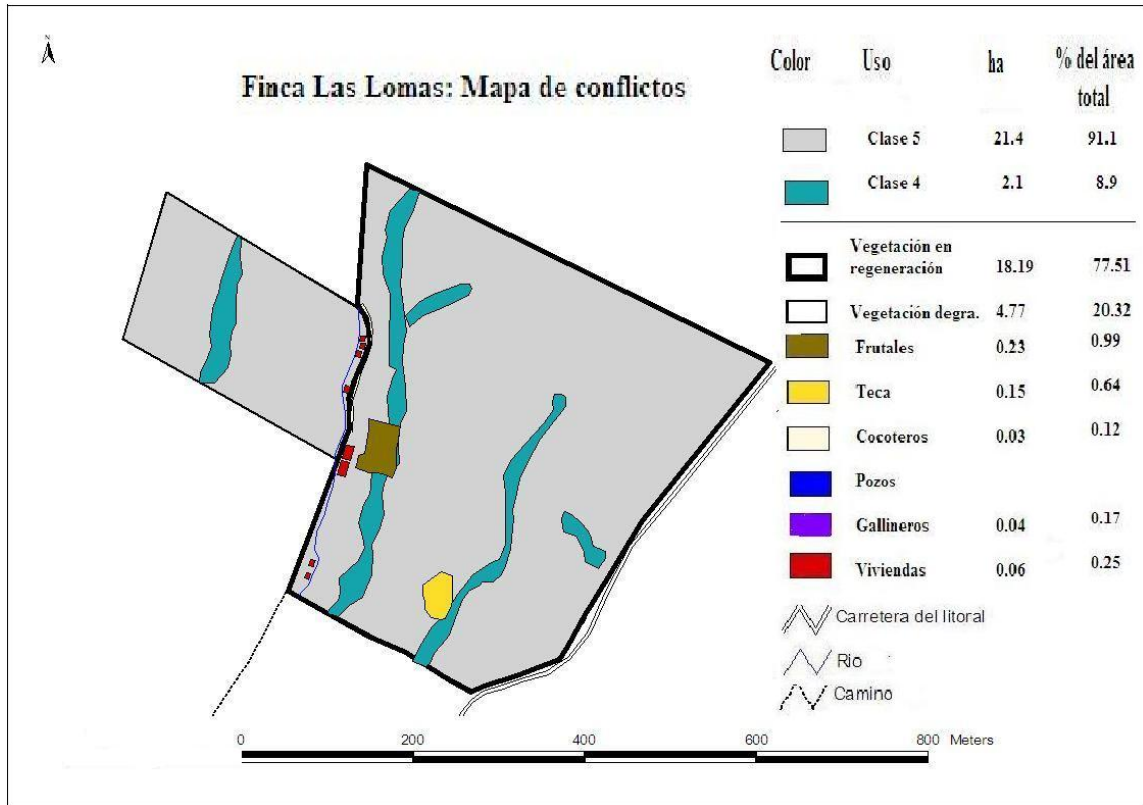 N
Finca Las Lomas: Mapa de conflictos
Color Uso ha % del área
total
Clase 5 21.4 91.1
Clase 4 2.1 8.9
Vegetación en
regeneración 18.19 77.51
Vegetación degra. 4.77 20.32
Frutales 0.23 0.99
Teca 0.15 0.64
Cocoteros 0.03 0.12
Pozos
Gallineros 0.04 0.17
Viviendas 0.06 0.25
Carretera del litoral
Rio
Camino
0 200 400 600 800 Meters